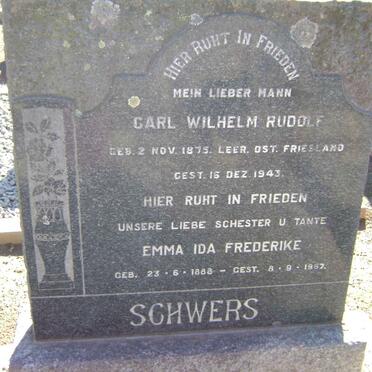 HIER RUHT IN FRIEDEN
MEIN LIEBER MANN
CARL WILHELM RUDOLF
GEB. 2 NOV. 1875. LEER, OST. FRIESLAND
GEST. 16 DEZ. 1943.
HIER RUHT IN FRIEDEN
UNSERE LIEBE SCHESTER U TANTE
EMMA IDA FREDERIKE
GEB. 23 - 6 - 1888 - GEST. 8 - 9 - 1967.
SCHWERS